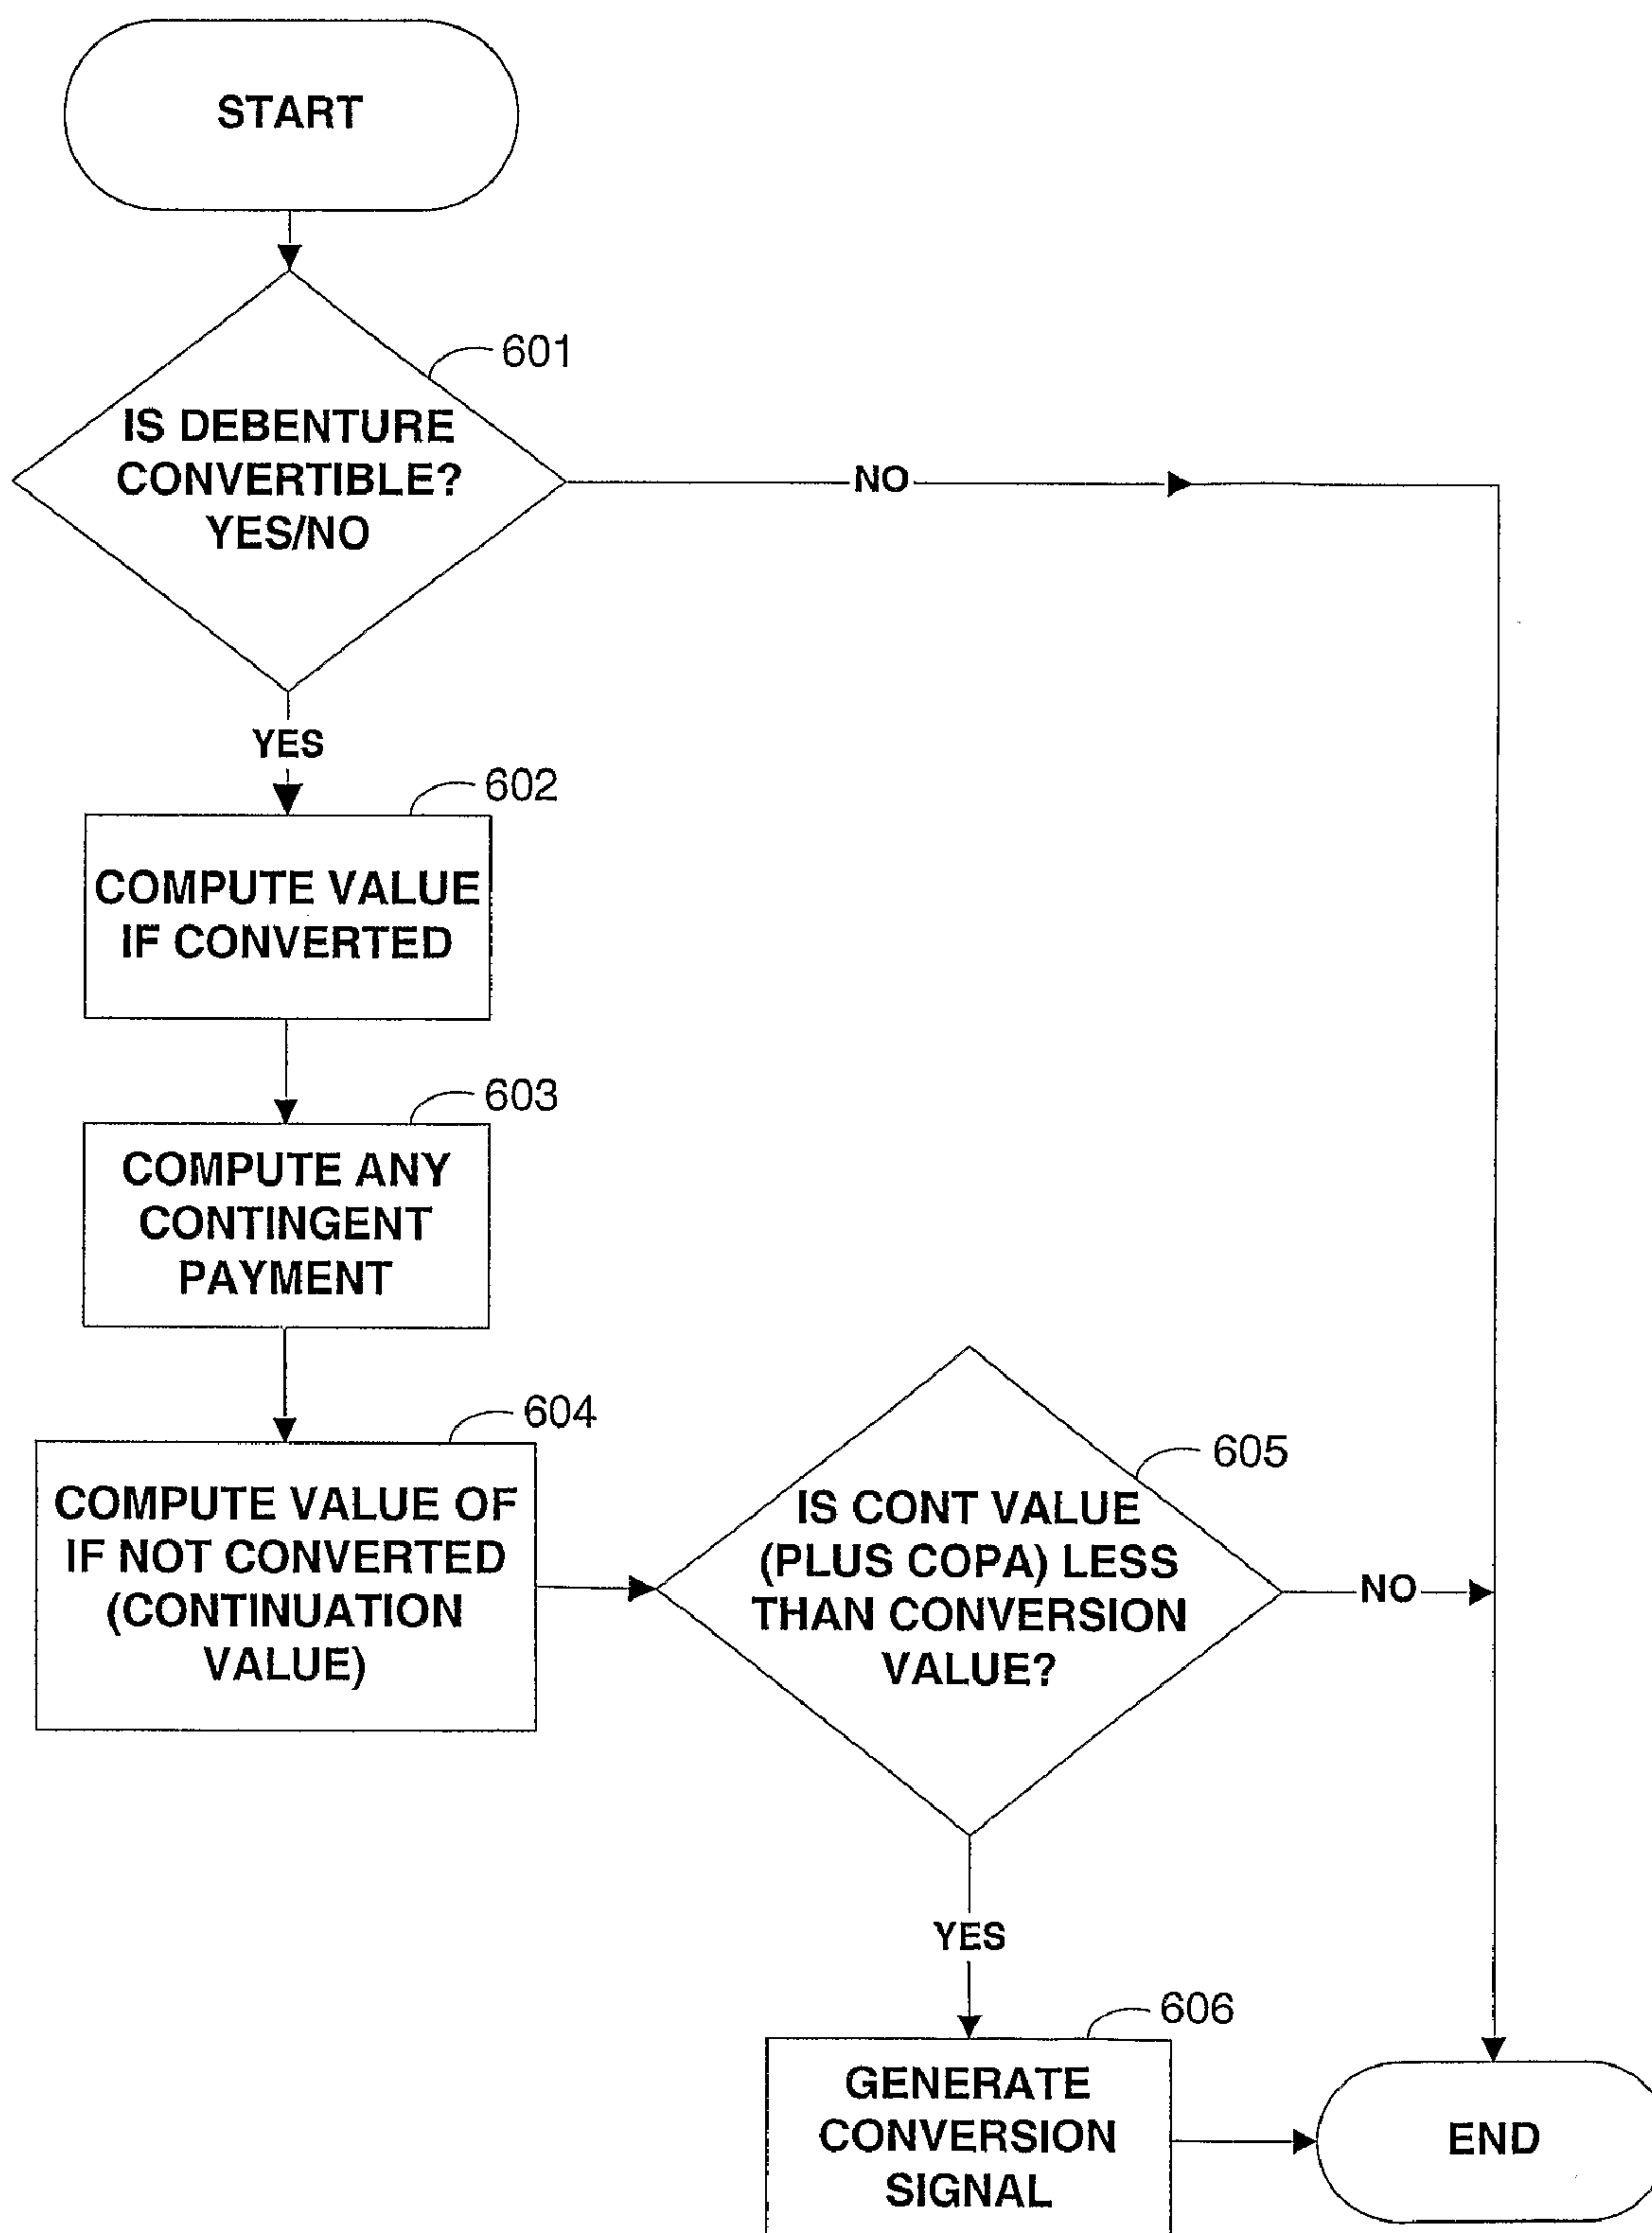 START
601
IS DEBENTURE
CONVERTIBLE?
YES/NO
NO
YES
602
COMPUTE VALUE
IF CONVERTED
603
COMPUTE ANY
CONTINGENT
PAYMENT
604
COMPUTE VALUE OF
IF NOT CONVERTED
(CONTINUATION
VALUE)
605
IS CONT VALUE
(PLUS COPA) LESS
THAN CONVERSION
VALUE?
NO
YES
606
GENERATE
CONVERSION
SIGNAL
END